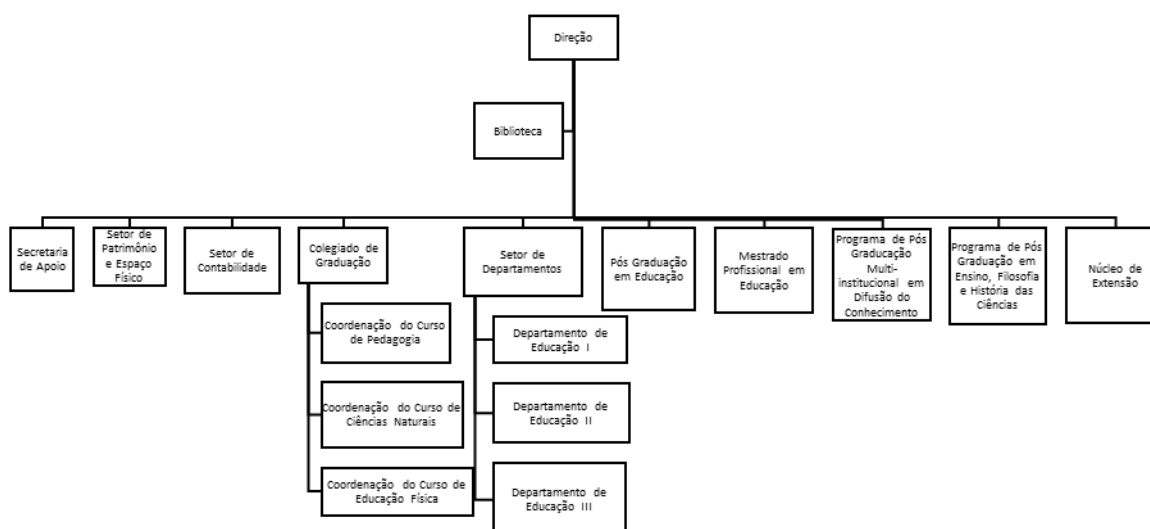 Direção
Biblioteca
Secretaria
de Apoio
Setor de
Patrimônio
e Espaço
Físico
Setor de
Contabilidade
Colegiado de
Graduação
Setor de
Departamentos
Pós Graduação
em Educação
Mestrado
Profissional em
Educação
Programa de Pós
Graducação
Multi-
institucional em
Difusão do
Conhecimento
Programa de Pós
Graduação em
Ensino, Filosofia
e História das
Ciências
Núcleo de
Extensão
Coordenação do Curso
de Pedagogia
Coordenação do Curso de
Ciências Naturais
Coordenação do Curso de
Educação Física
Departamento de
Educação I
Departamento de
Educação II
Departamento de
Educação III